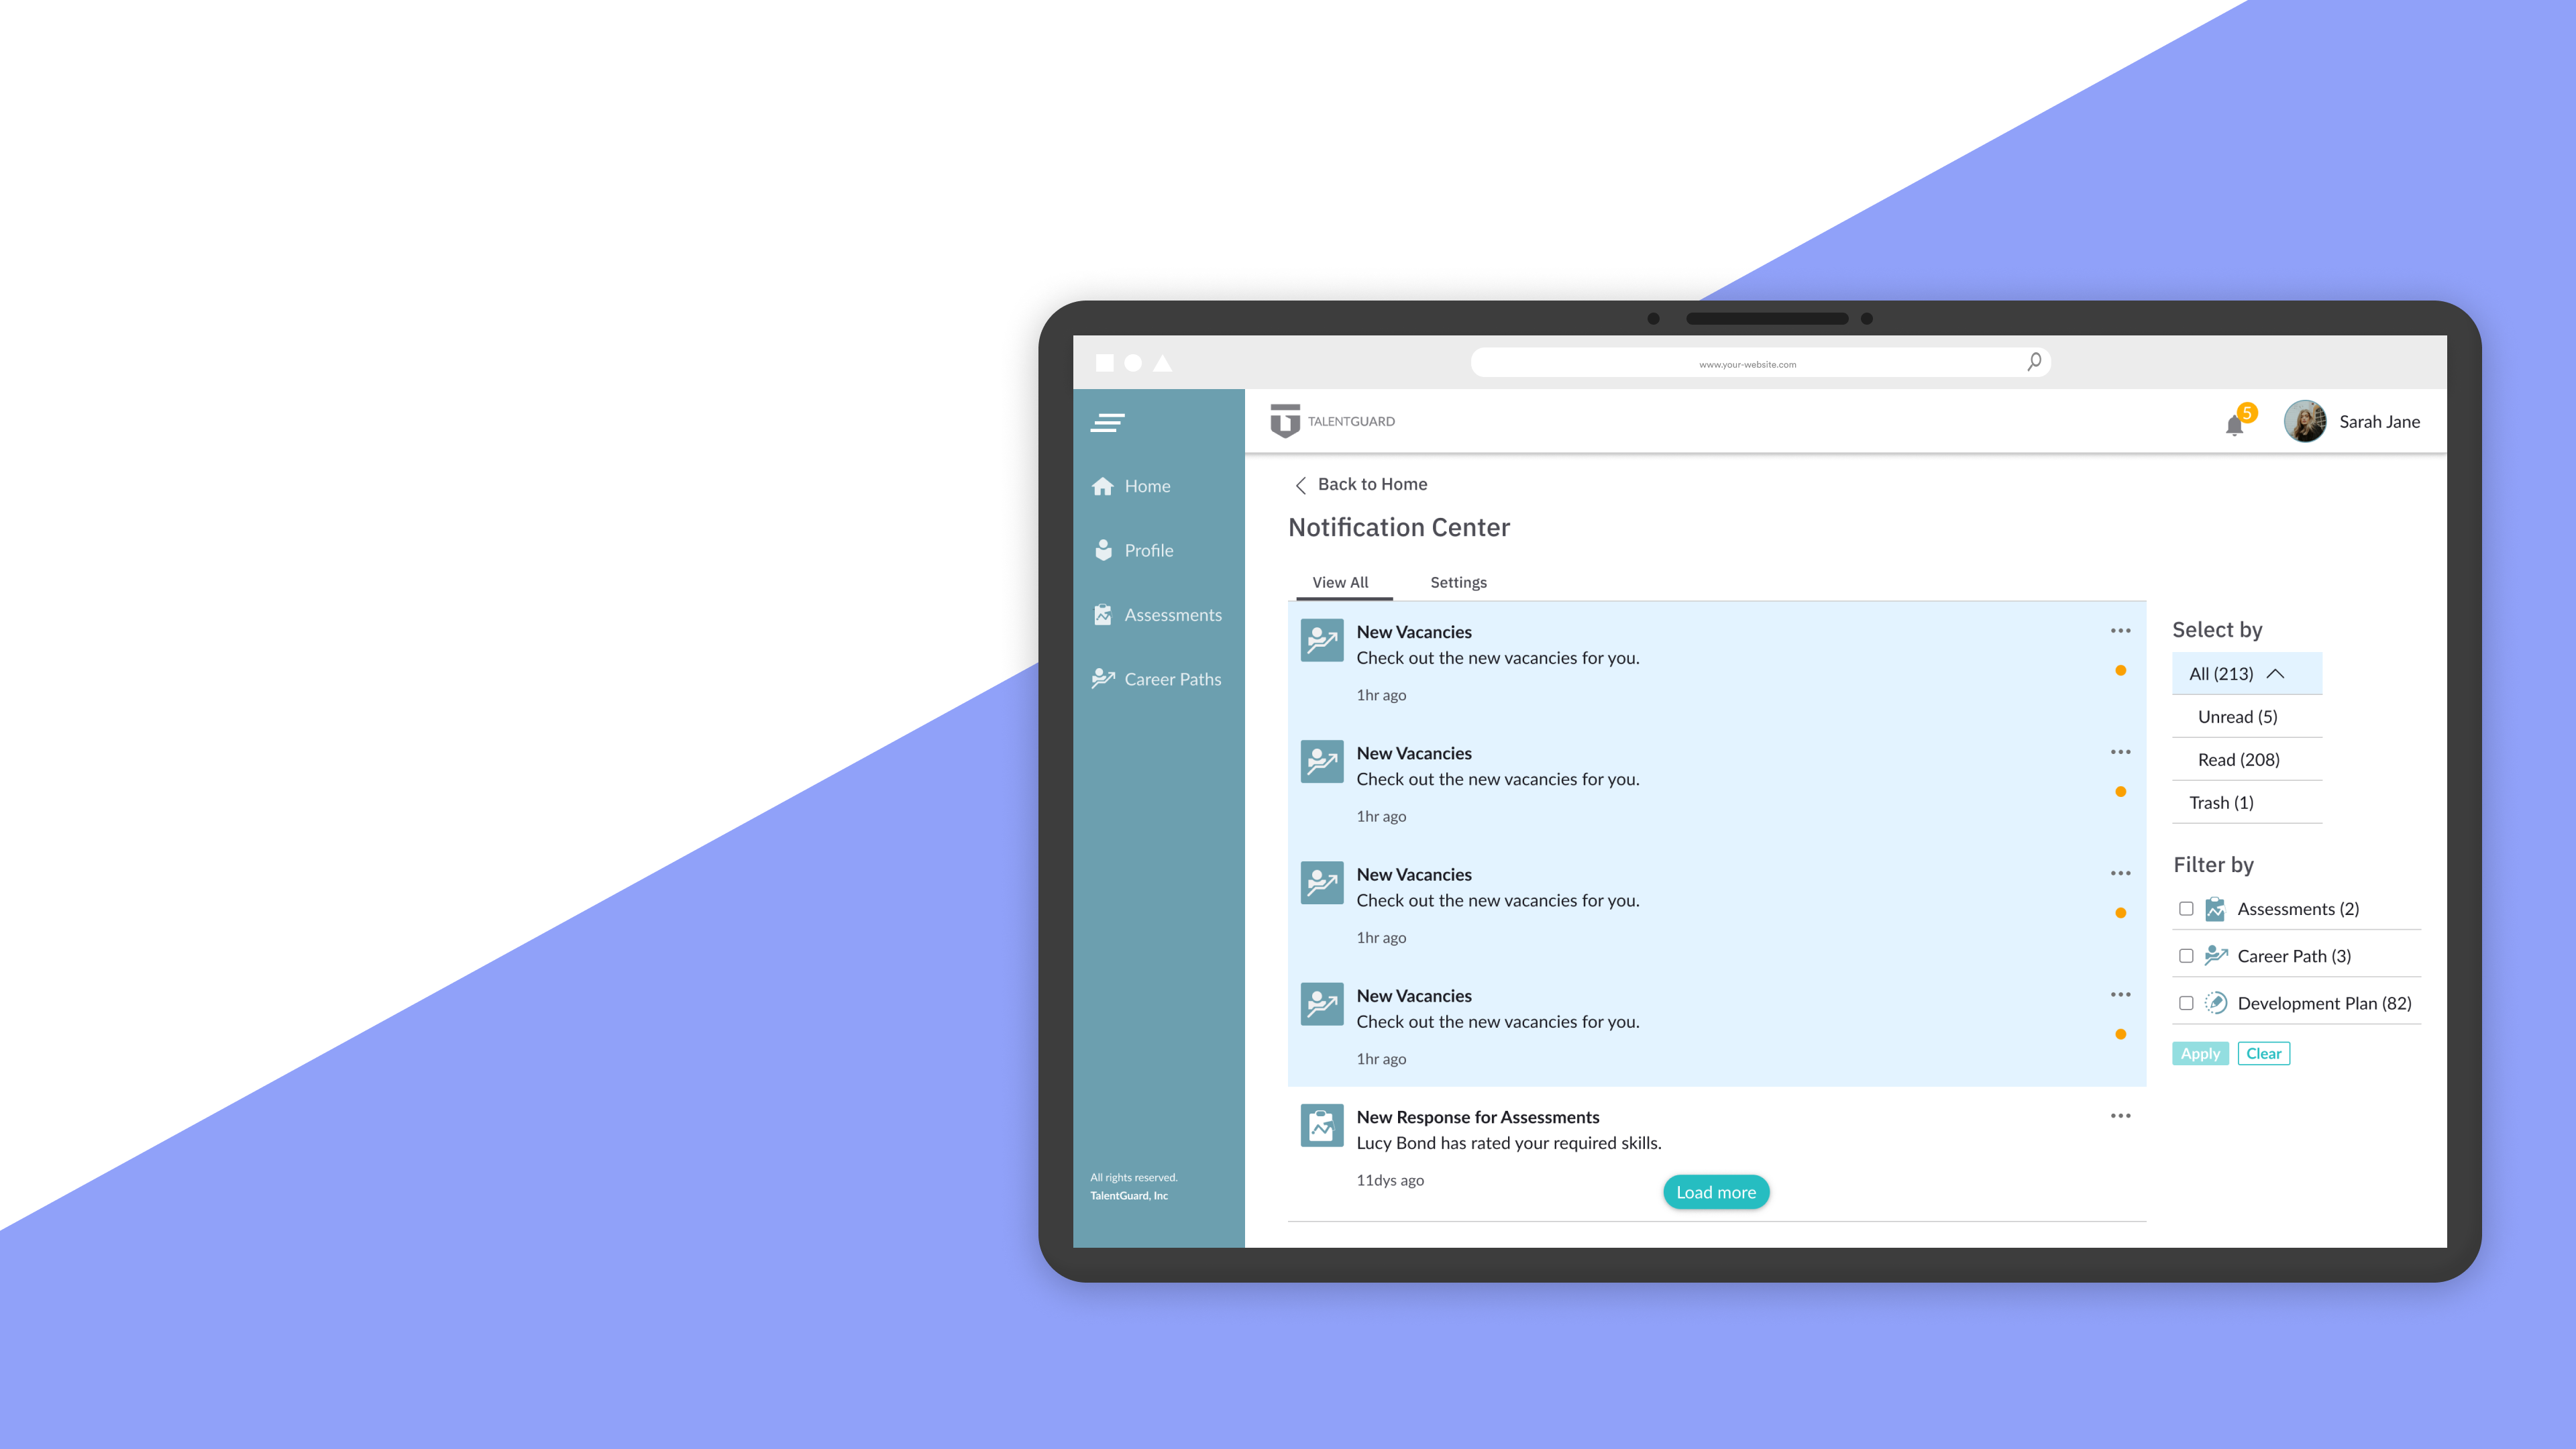 www.your-website.com
TALENTGUARD
5
Sarah Jane
Home
Profile
Assessments
Career Paths
All rights reserved.
TalentGuard, Inc
Back to Home
Notification Center
View All
Settings
New Vacancies
Check out the new vacancies for you.
1hr ago
New Vacancies
Check out the new vacancies for you.
1hr ago
New Vacancies
Check out the new vacancies for you.
1hr ago
New Vacancies
Check out the new vacancies for you.
1hr ago
New Response for Assessments
Lucy Bond has rated your required skills.
11dys ago
Load more
Select by
All (213)
Unread (5)
Read (208)
Trash (1)
Filter by
Assessments (2)
Career Path (3)
Development Plan (82)
Apply
Clear